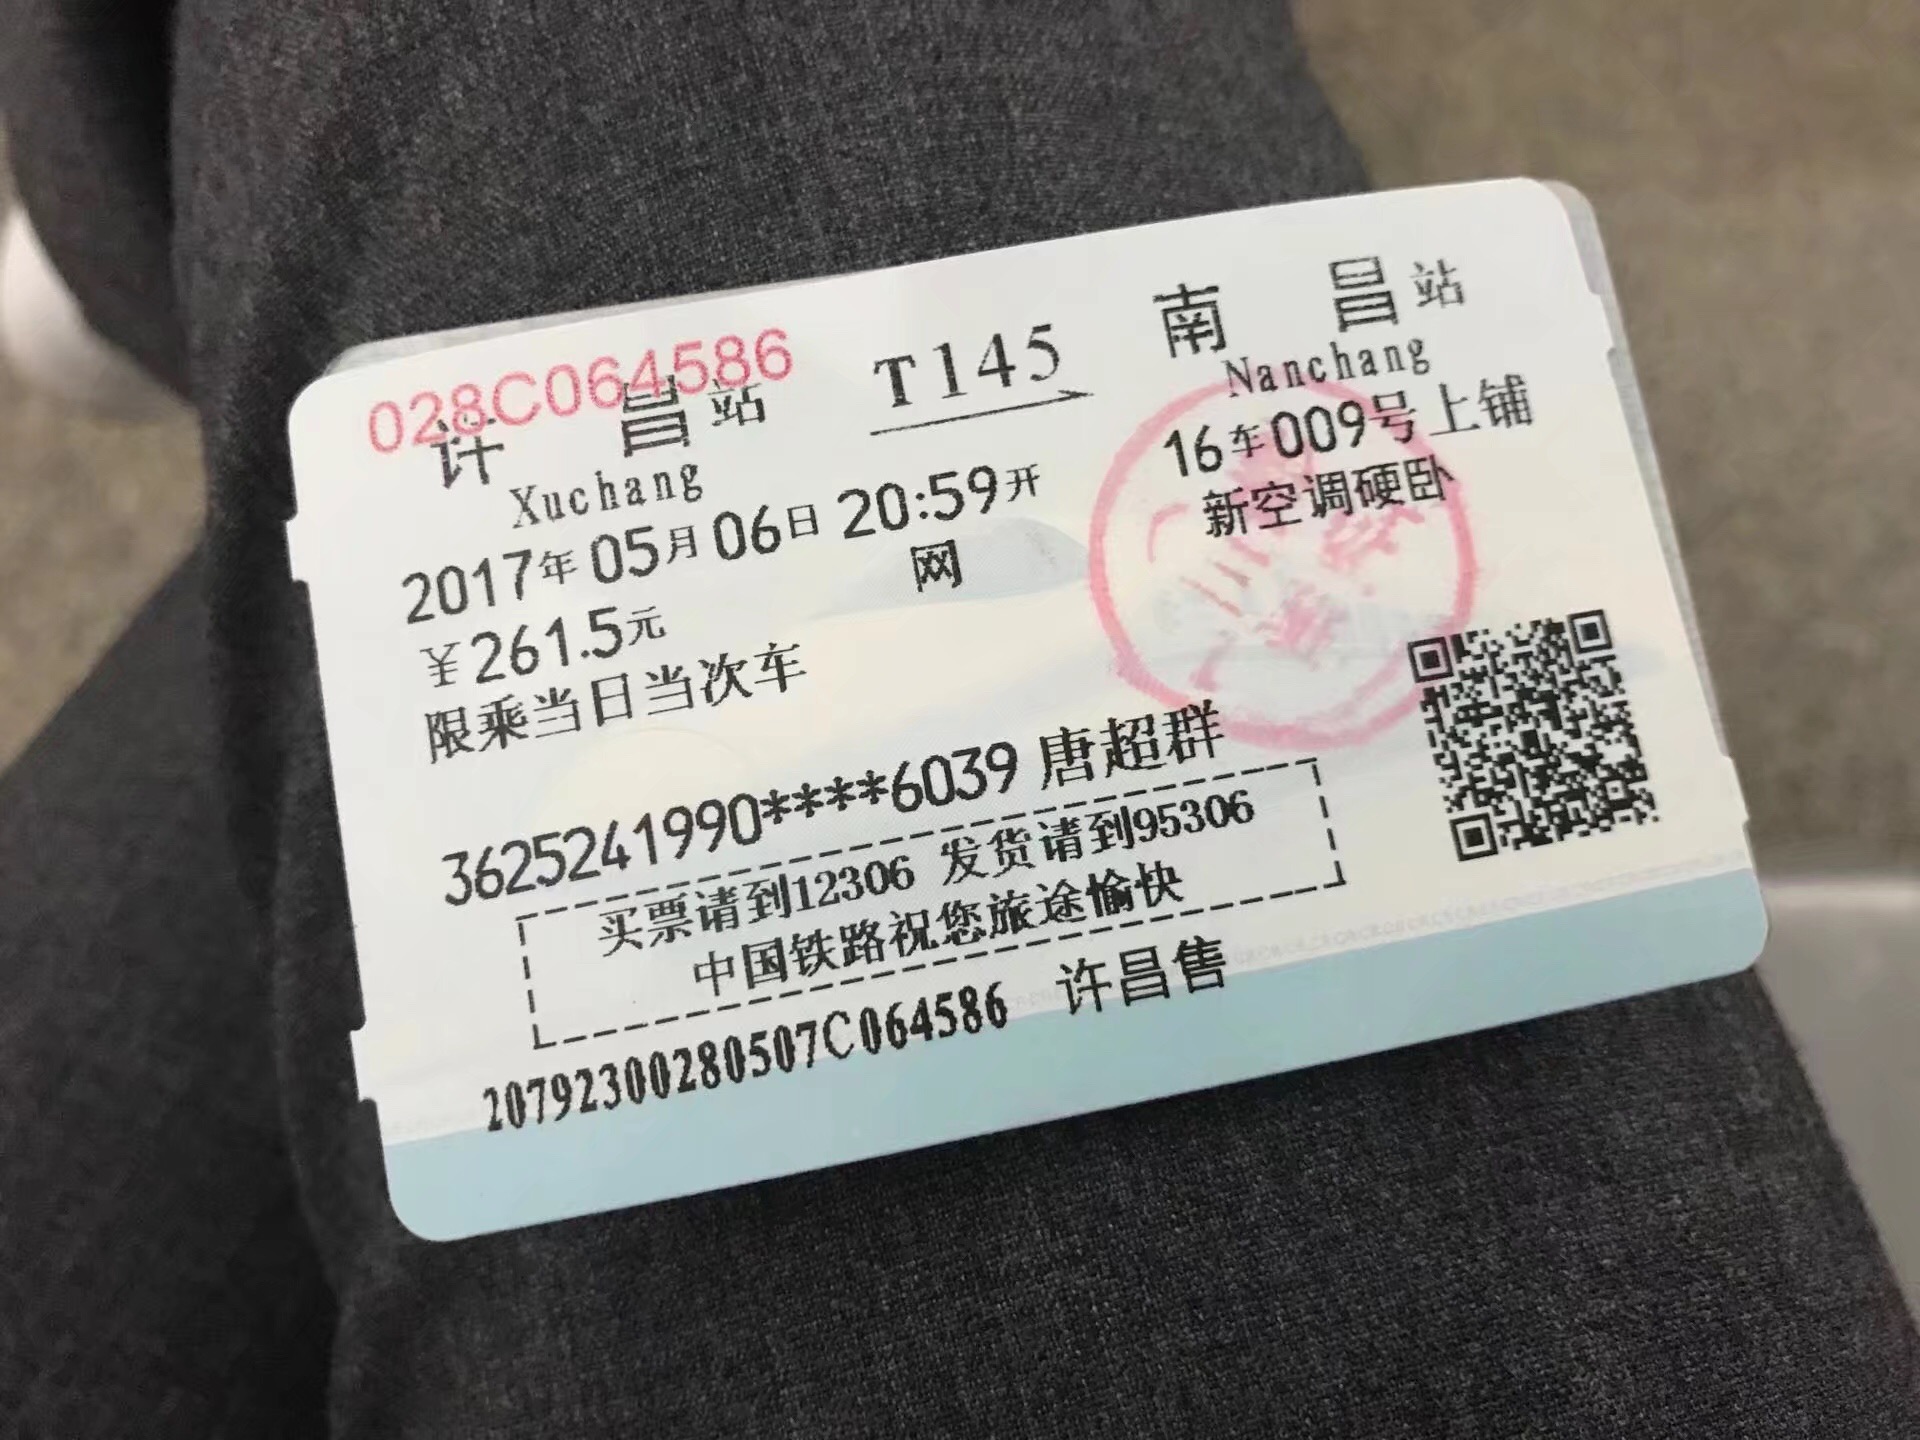 028C064586
许 昌站 T145 南 昌站
Xuchang Nanchang
2017年05月06日20:59开 16车009号上铺
¥261.5元 网 新空调硬卧
限乘当日当次车
3625241990****6039 唐超群
买票请到12306 发货请到95306
中国铁路祝您旅途愉快
20792300280507C064586 许昌售